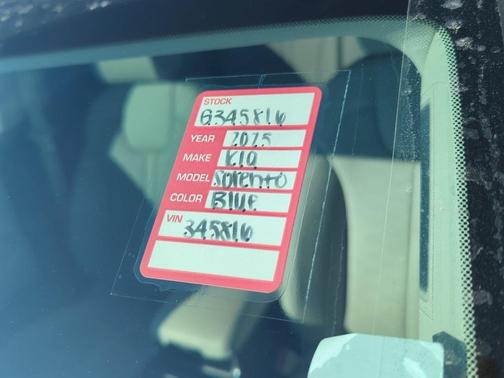 STOCK
G345816
YEAR 2025
MAKE KIA
MODEL Sorento
COLOR Blue
VIN
345816